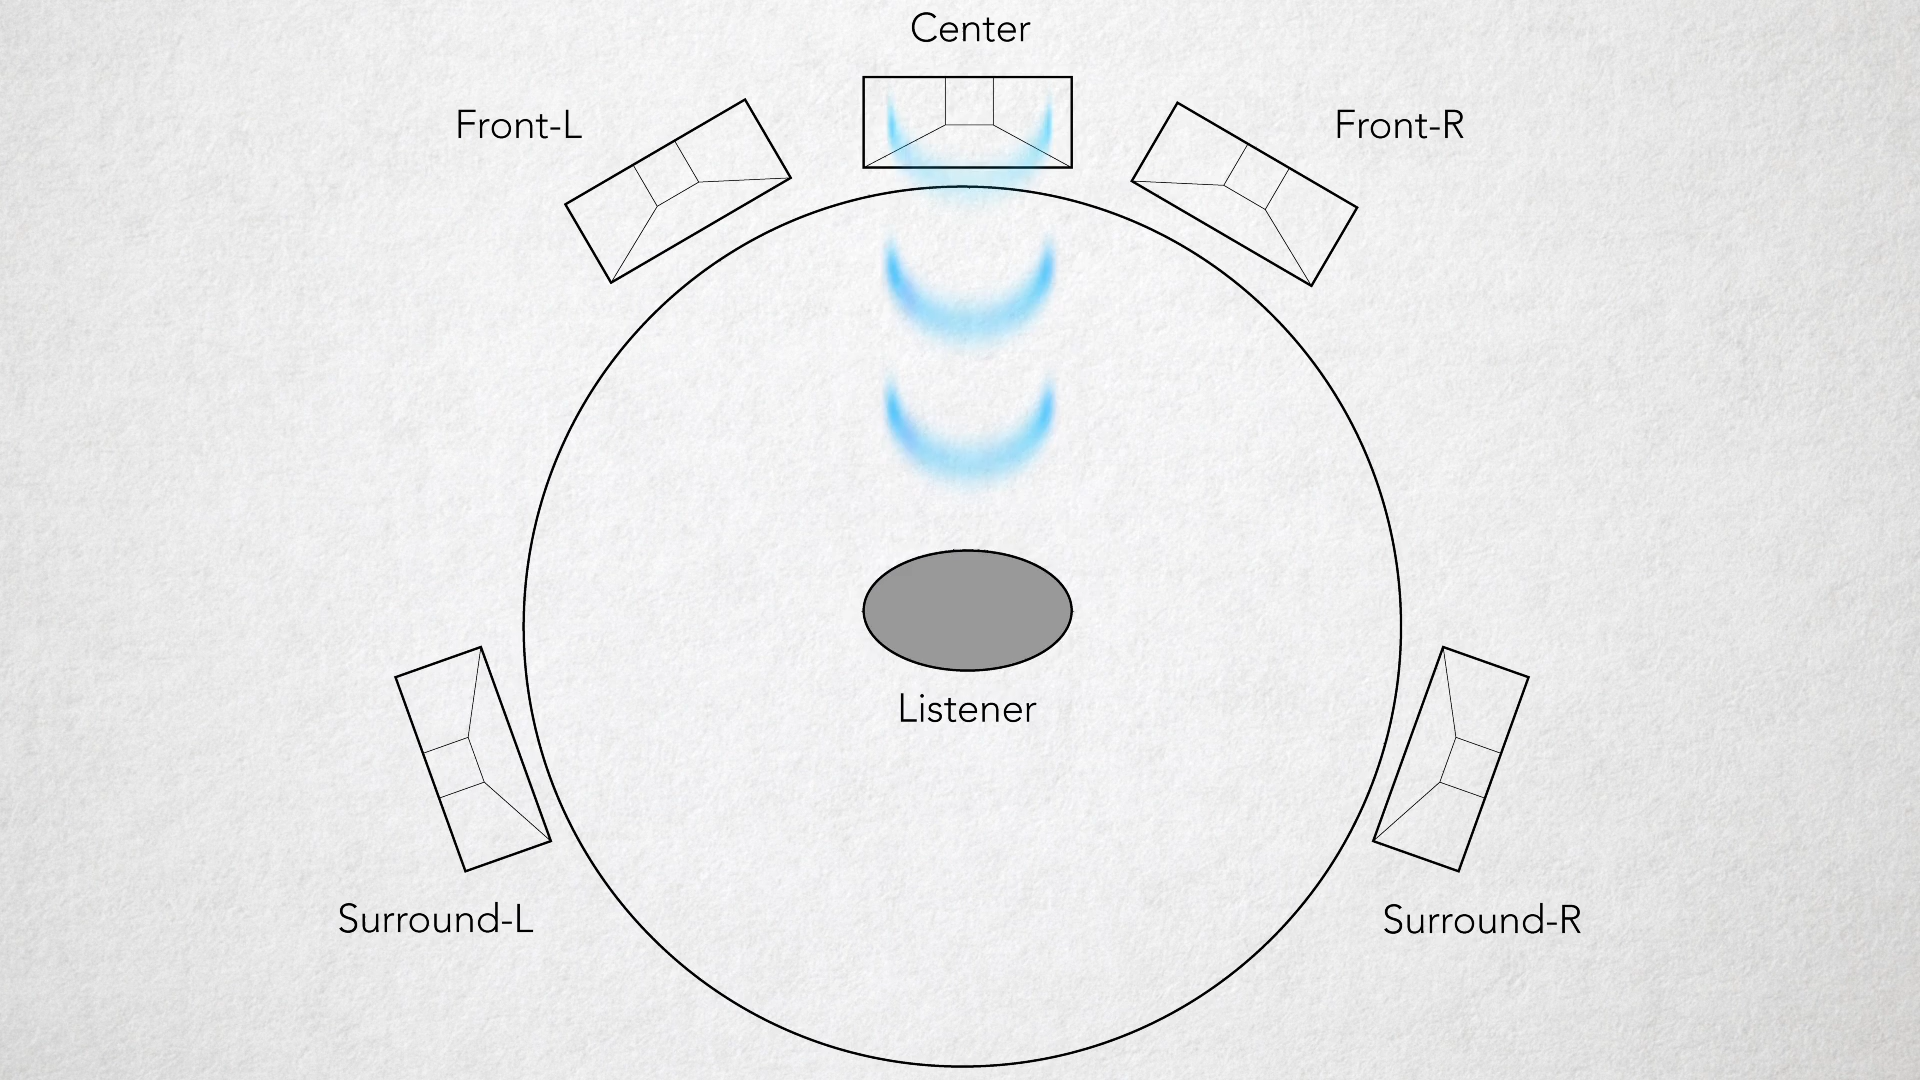 Center
Front-L
Front-R
Listener
Surround-L
Surround-R